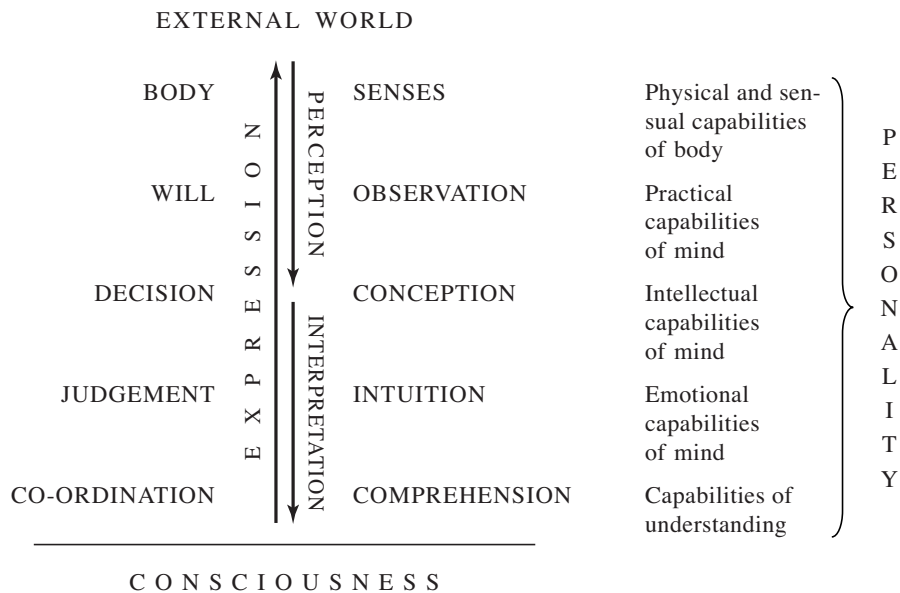 EXTERNAL WORLD
BODY
SENSES
Physical and sen-
sual capabilities
of body
WILL
OBSERVATION
Practical
capabilities
of mind
DECISION
CONCEPTION
Intellectual
capabilities
of mind
JUDGEMENT
INTUITION
Emotional
capabilities
of mind
CO-ORDINATION
COMPREHENSION
Capabilities of
understanding
EXPRESSION
PERCEPTION
INTERPRETATION
PERSONALITY
CONSCIOUSNESS